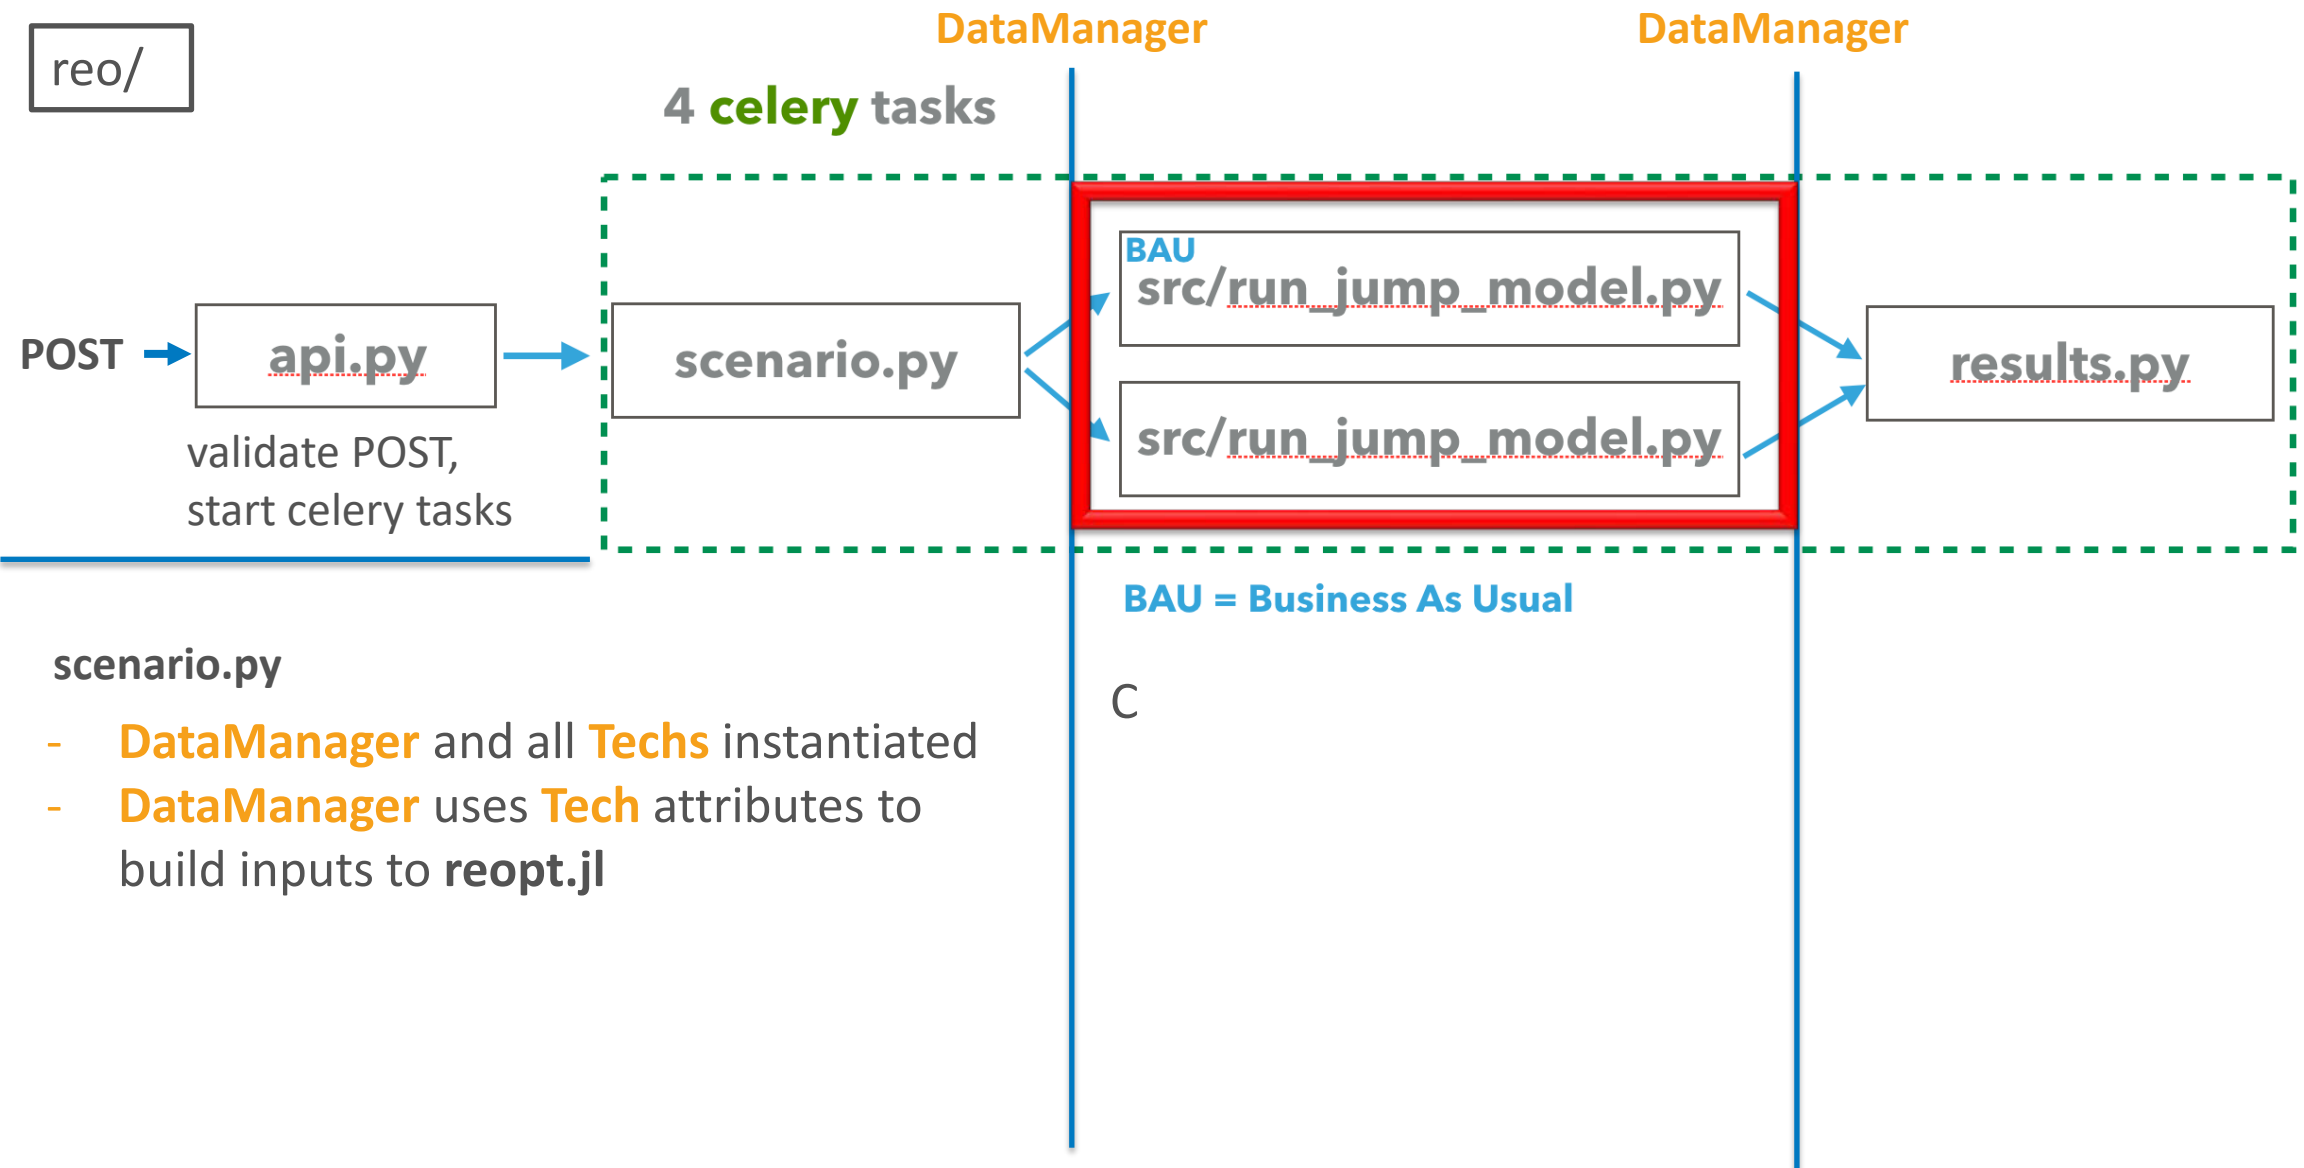 DataManager
DataManager
reo/
4 celery tasks
BAU
src/run_jump_model.py
POST
api.py
scenario.py
results.py
src/run_jump_model.py
validate POST,
start celery tasks
BAU = Business As Usual
scenario.py
C
- DataManager and all Techs instantiated
- DataManager uses Tech attributes to
build inputs to reopt.jl